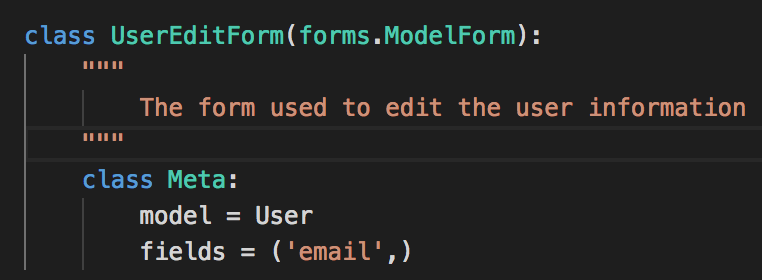 class UserEditForm(forms.ModelForm):
    """
        The form used to edit the user information
    """
    class Meta:
        model = User
        fields = ('email',)